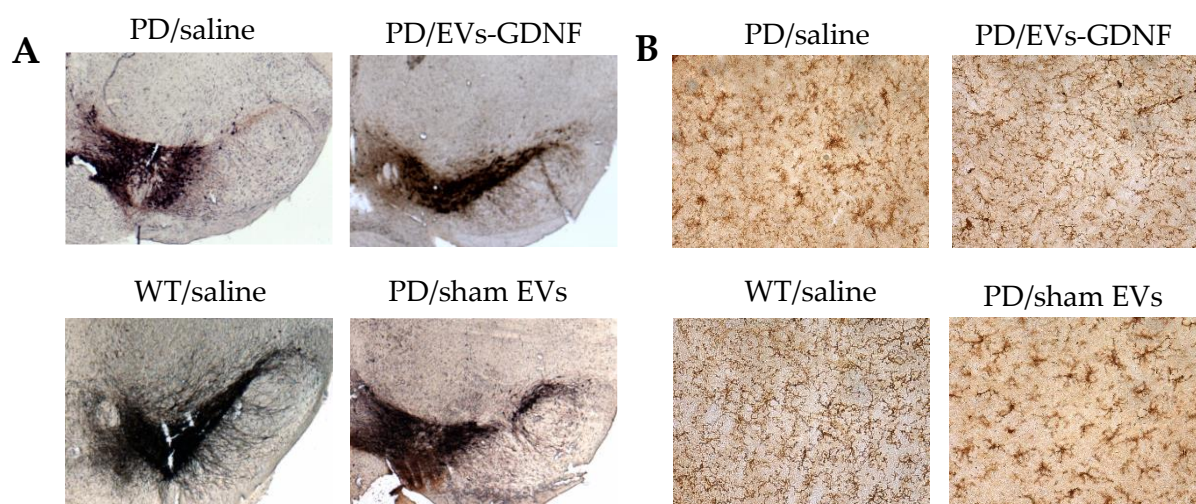 A
PD/saline
PD/EVs-GDNF
B
PD/saline
PD/EVs-GDNF
WT/saline
PD/sham EVs
WT/saline
PD/sham EVs